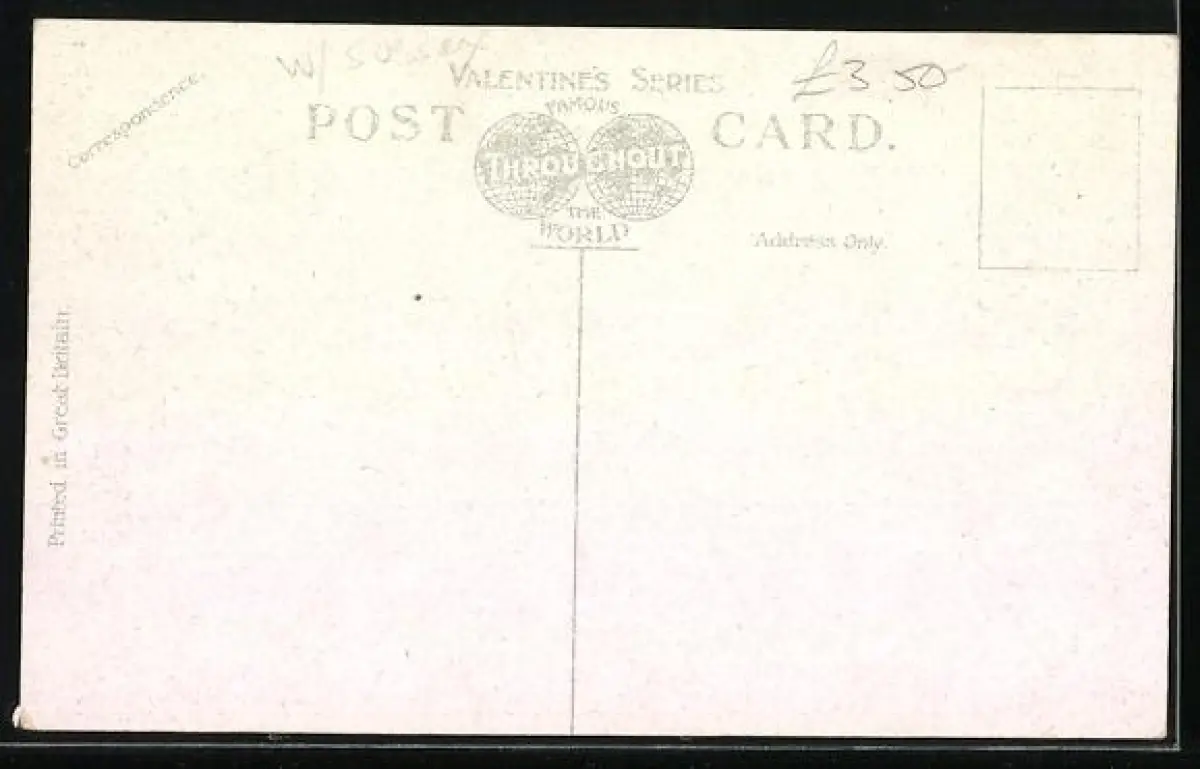 W/ Sussex
£3 50
VALENTINE'S SERIES
FAMOUS
POST CARD.
THROUGHOUT
THE
WORLD
Correspondence.
Address Only.
Printed in Great Britain.